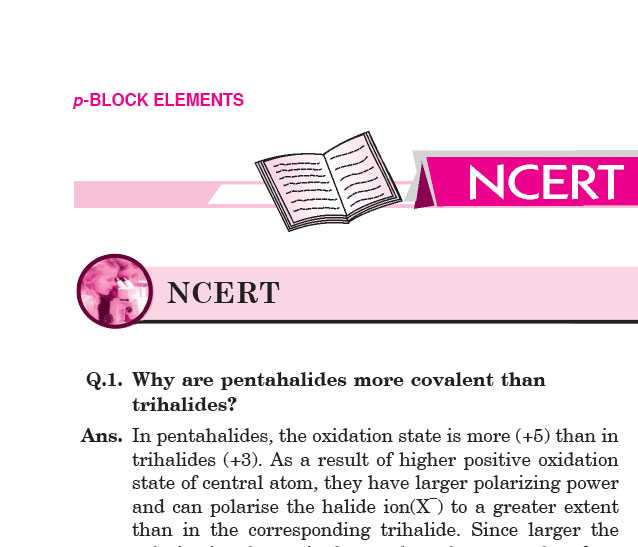 p-BLOCK ELEMENTS
NCERT
NCERT
Q.1. Why are pentahalides more covalent than
trihalides?
Ans. In pentahalides, the oxidation state is more (+5) than in
trihalides (+3). As a result of higher positive oxidation
state of central atom, they have larger polarizing power
and can polarise the halide ion(X⁻) to a greater extent
than in the corresponding trihalide. Since larger the